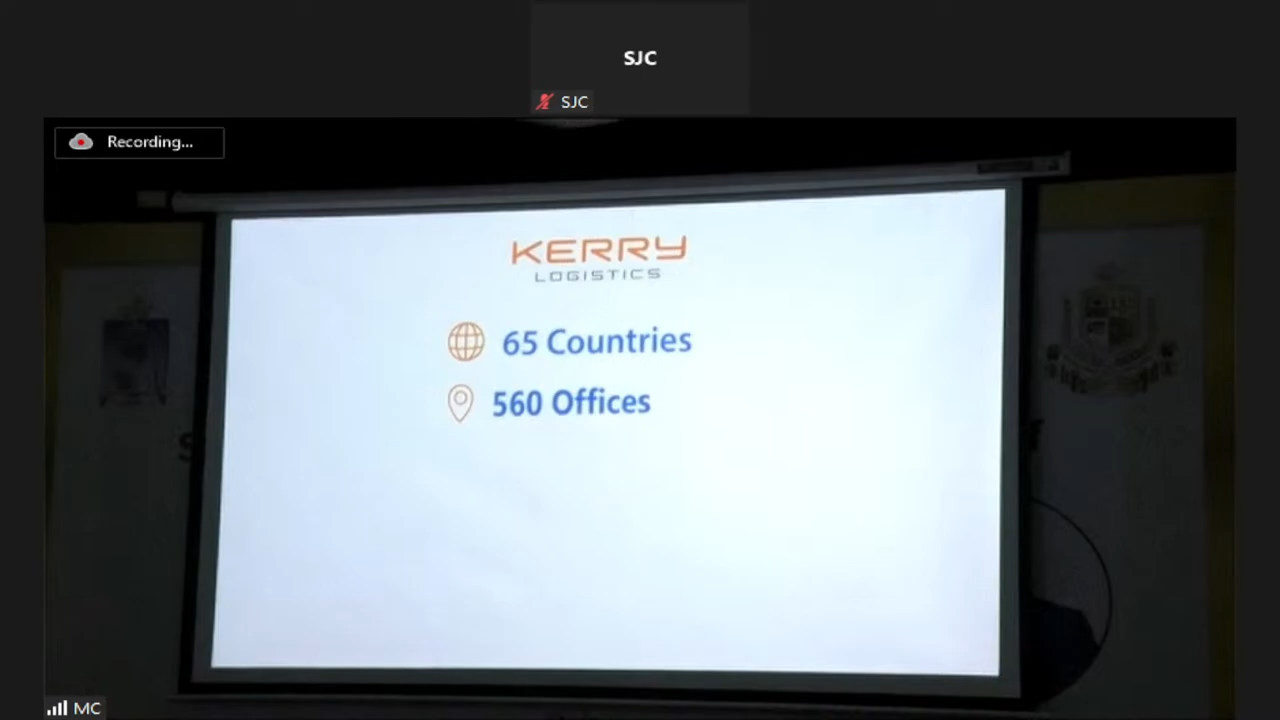 SJC
SJC
Recording...
KERRY
LOGISTICS
65 Countries
560 Offices
MC